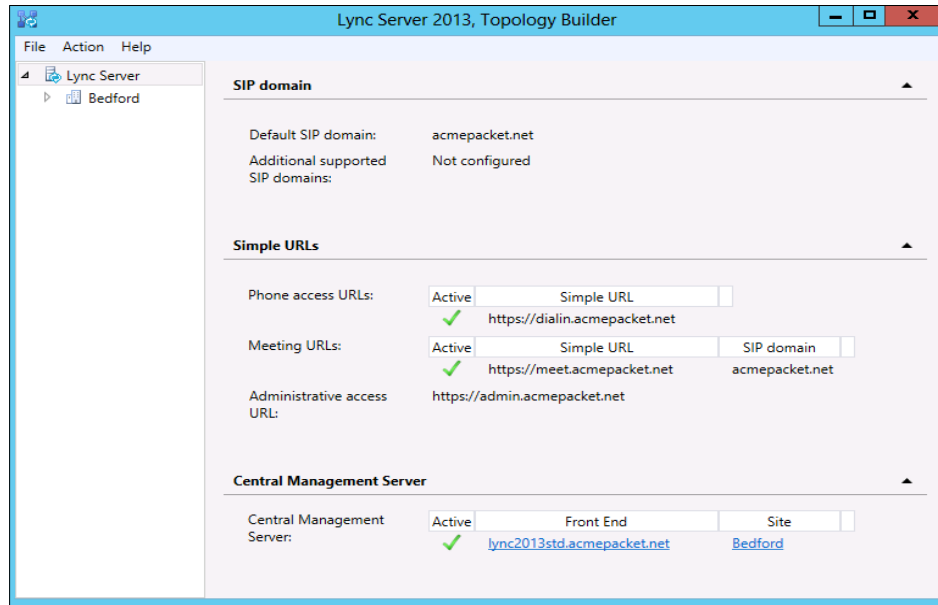 Lync Server 2013, Topology Builder
File Action Help
Lync Server
Bedford
SIP domain
Default SIP domain: acmepacket.net
Additional supported Not configured
SIP domains:
Simple URLs
Phone access URLs: Active Simple URL
https://dialin.acmepacket.net
Meeting URLs: Active Simple URL SIP domain
https://meet.acmepacket.net acmepacket.net
Administrative access https://admin.acmepacket.net
URL:
Central Management Server
Central Management Active Front End Site
Server: lync2013std.acmepacket.net Bedford